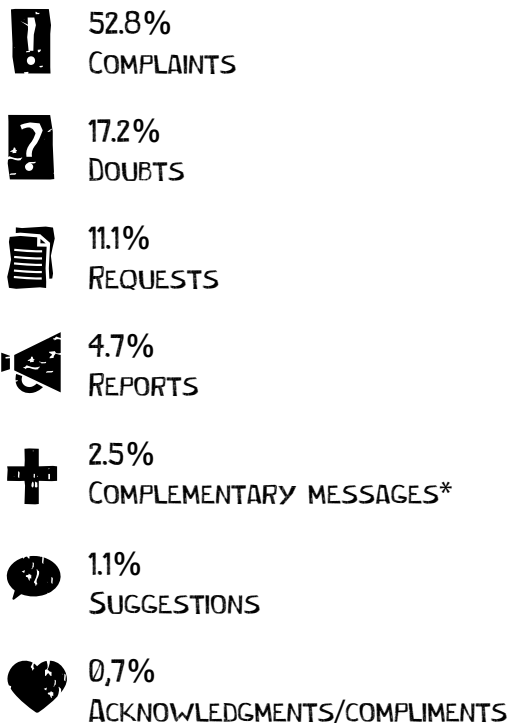 52.8%
Complaints
17.2%
Doubts
11.1%
Requests
4.7%
Reports
2.5%
Complementary messages*
1.1%
Suggestions
0,7%
Acknowledgments/compliments